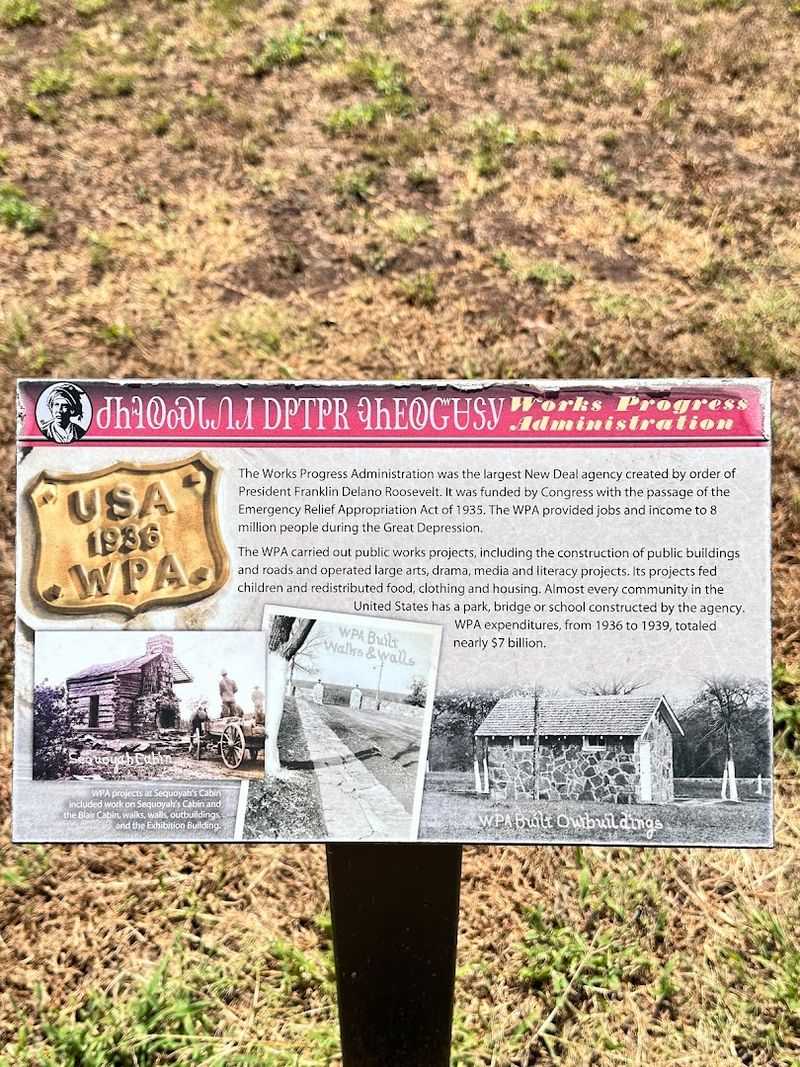 Works Progress
Administration
USA
1936
WPA
The Works Progress Administration was the largest New Deal agency created by order of
President Franklin Delano Roosevelt. It was funded by Congress with the passage of the
Emergency Relief Appropriation Act of 1935. The WPA provided jobs and income to 8
million people during the Great Depression.
The WPA carried out public works projects, including the construction of public buildings
and roads and operated large arts, drama, media and literacy projects. Its projects fed
children and redistributed food, clothing and housing. Almost every community in the
United States has a park, bridge or school constructed by the agency.
WPA expenditures, from 1936 to 1939, totaled
nearly $7 billion.
Sequoyah Cabin
WPA projects at Sequoyah's Cabin
included work on Sequoyah's Cabin and
the Blair Cabin, walks, walls, outbuildings
and the Exhibition Building.
WPA Built
Walks & Walls
WPA Built Outbuildings